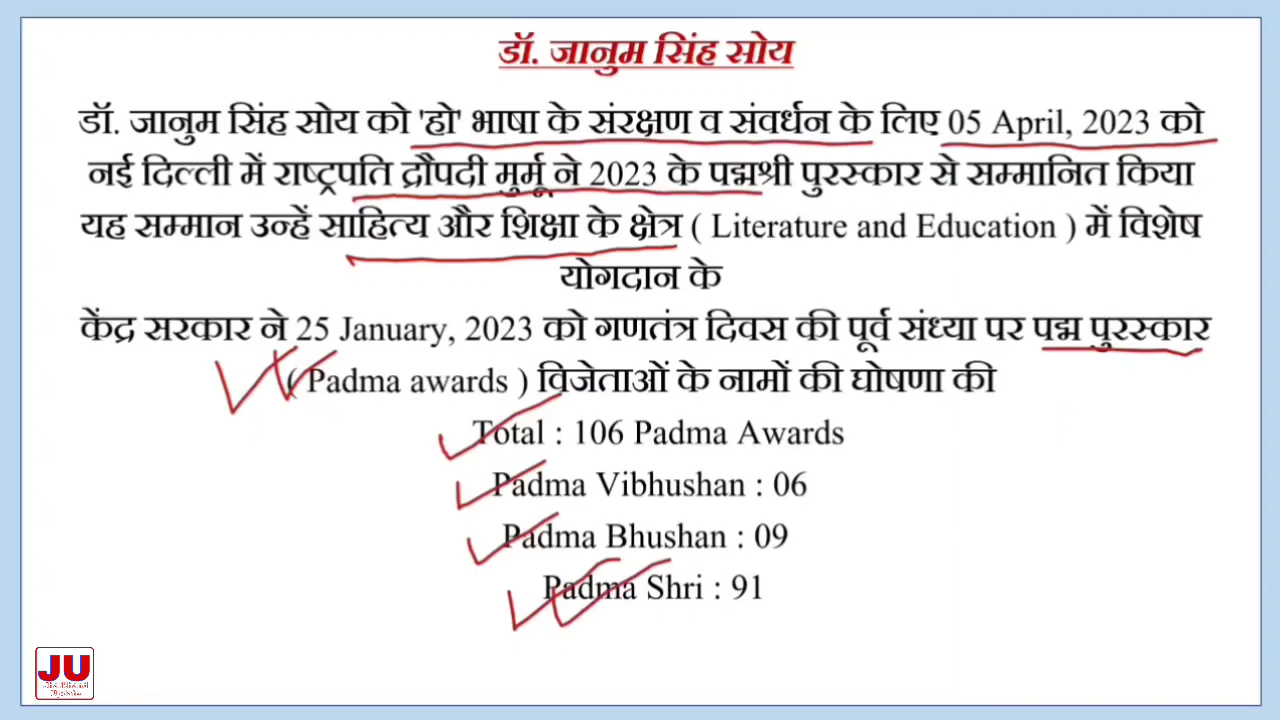 डॉ. जानुम सिंह सोय
डॉ. जानुम सिंह सोय को 'हो' भाषा के संरक्षण व संवर्धन के लिए 05 April, 2023 को
नई दिल्ली में राष्ट्रपति द्रौपदी मुर्मू ने 2023 के पद्मश्री पुरस्कार से सम्मानित किया
यह सम्मान उन्हें साहित्य और शिक्षा के क्षेत्र ( Literature and Education ) में विशेष
योगदान के
केंद्र सरकार ने 25 January, 2023 को गणतंत्र दिवस की पूर्व संध्या पर पद्म पुरस्कार
( Padma awards ) विजेताओं के नामों की घोषणा की
Total : 106 Padma Awards
Padma Vibhushan : 06
Padma Bhushan : 09
Padma Shri : 91
JU
Jharkhand
Update